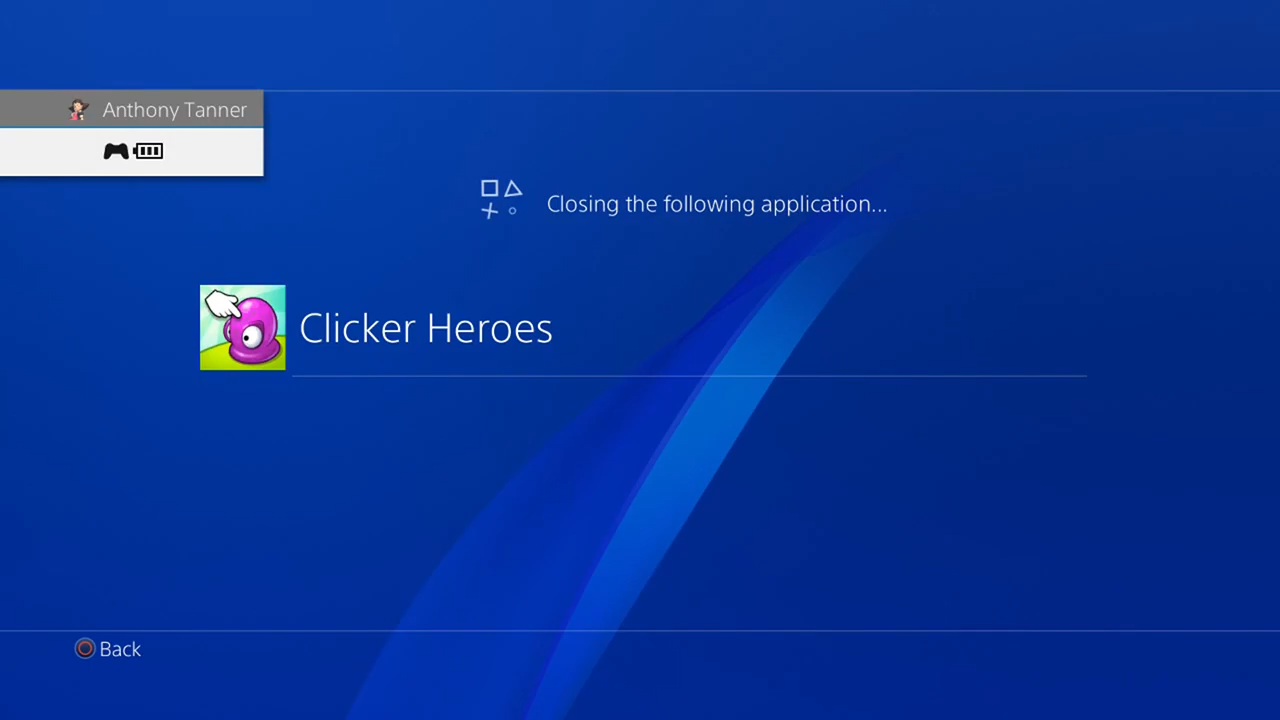 Anthony Tanner
Closing the following application...
Clicker Heroes
Back